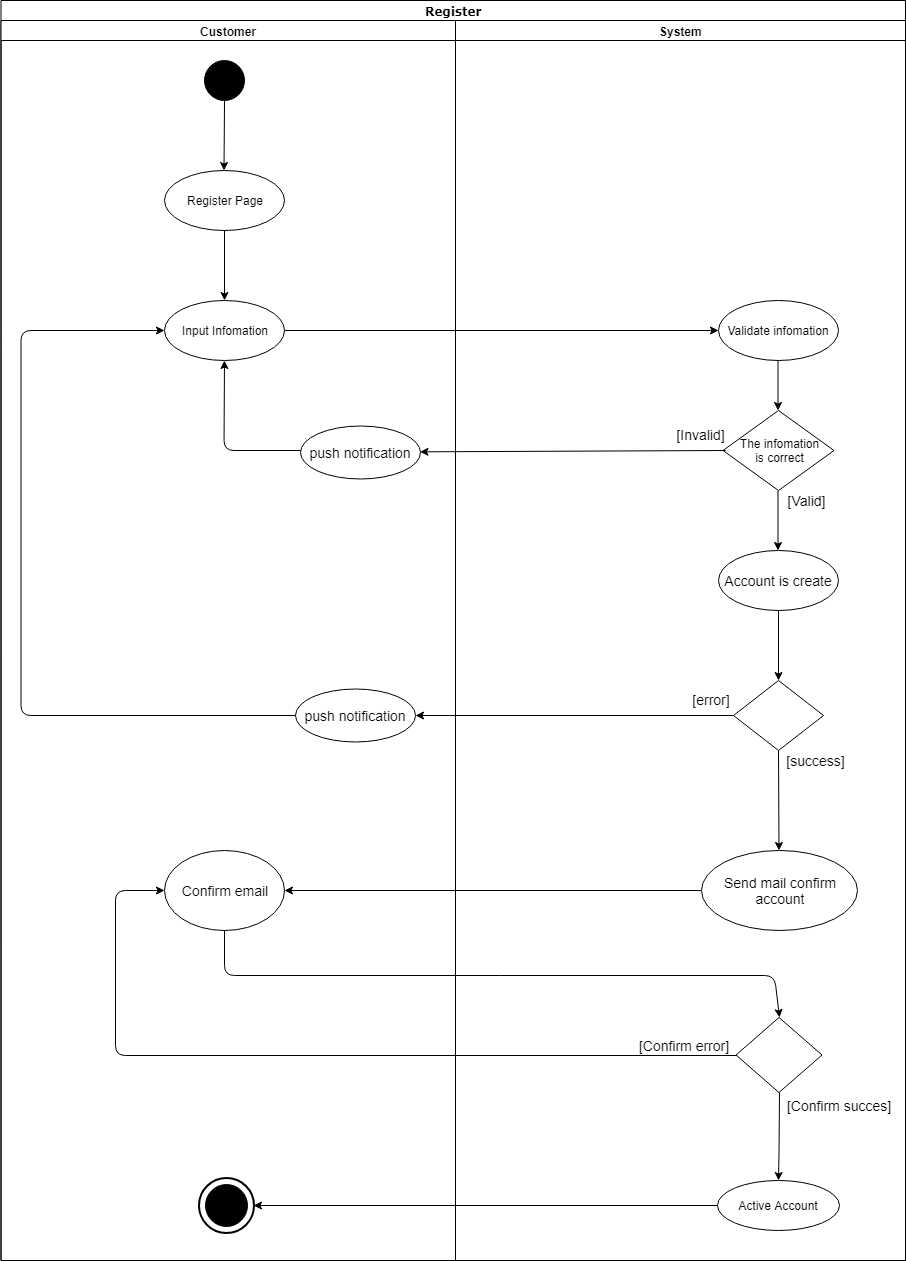 Register
Customer
System
Register Page
Input Infomation
Validate infomation
[Invalid]
The infomation
is correct
push notification
[Valid]
Account is create
[error]
push notification
[success]
Confirm email
Send mail confirm
account
[Confirm error]
[Confirm succes]
Active Account